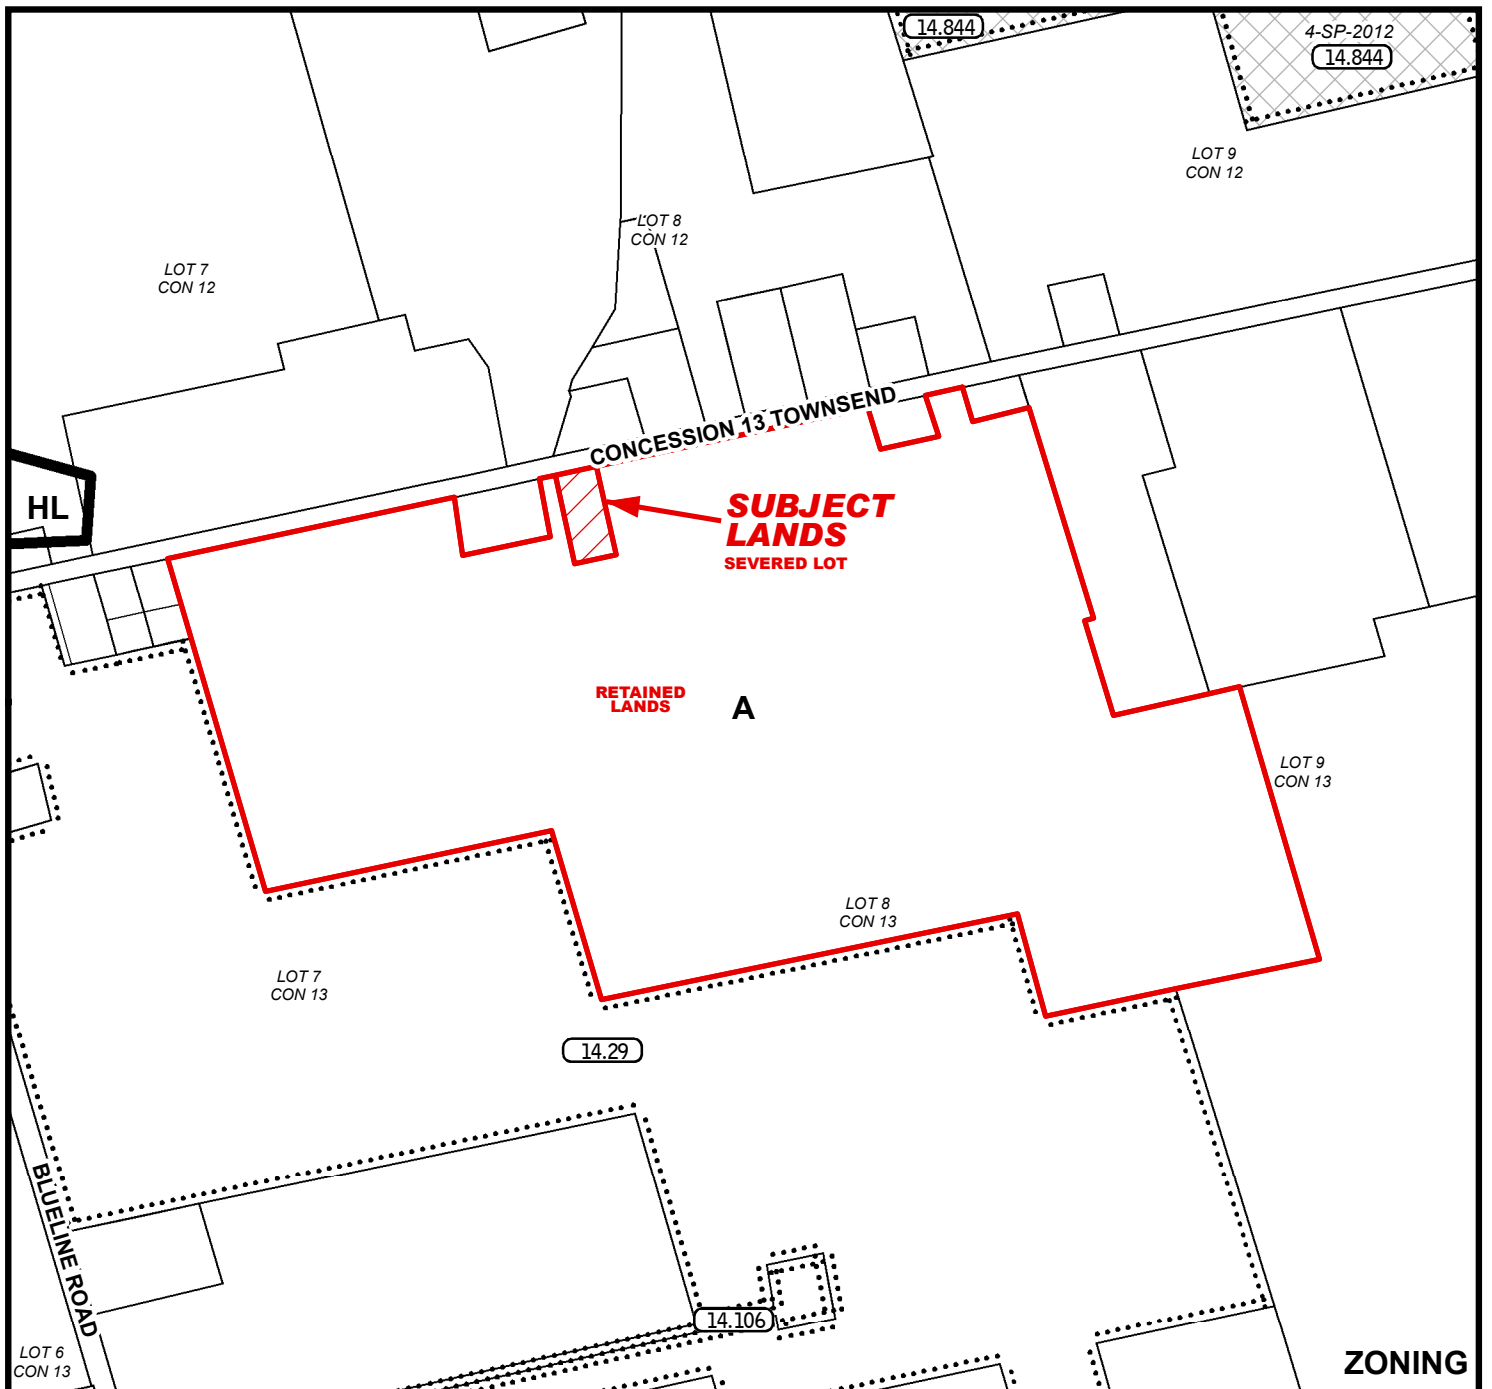 14.844
4-SP-2012
14.844
LOT 9
CON 12
LOT 8
CON 12
LOT 7
CON 12
CONCESSION 13 TOWNSEND
HL
SUBJECT
LANDS
SEVERED LOT
RETAINED
LANDS
A
LOT 9
CON 13
LOT 8
CON 13
LOT 7
CON 13
14.29
BLUELINE ROAD
14.106
LOT 6
CON 13
ZONING